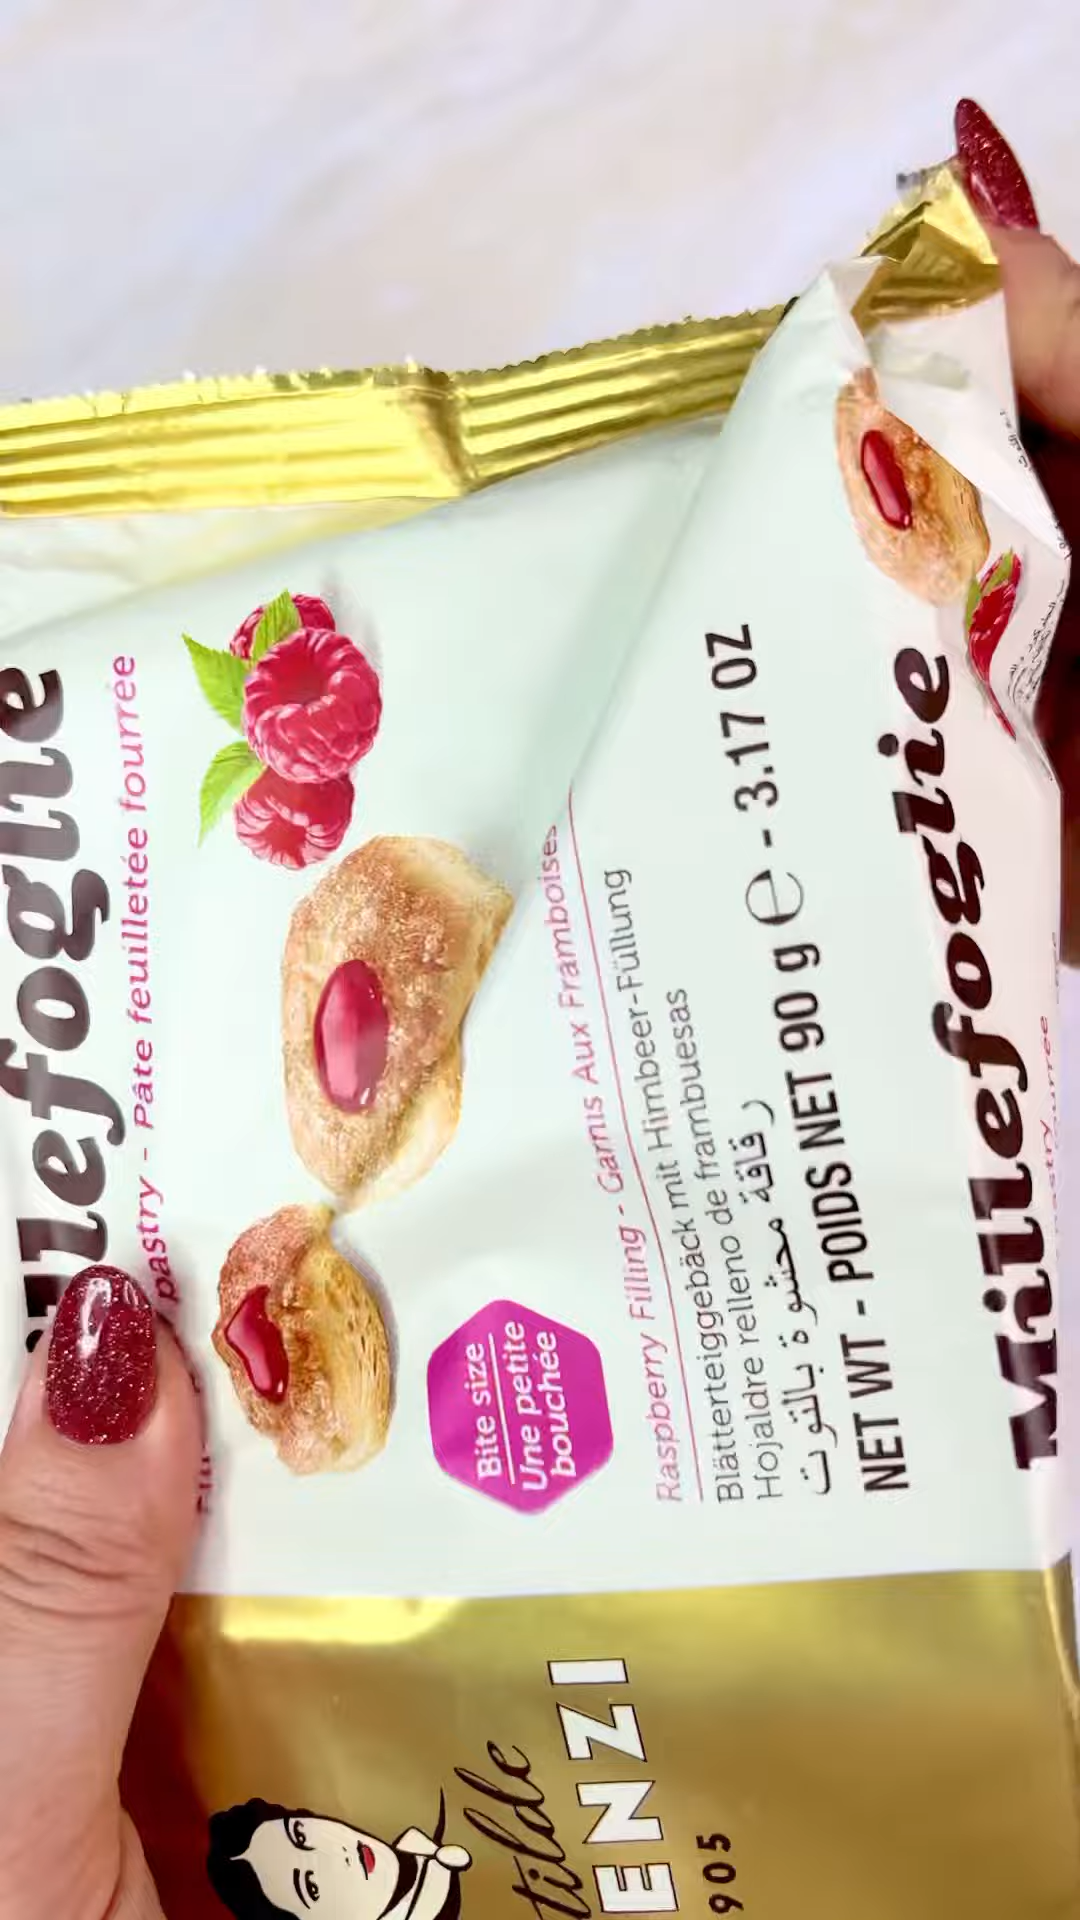 llefoglie
pastry - Pâte feuilletée fourrée
Bite size
Une petite
bouchée
Raspberry Filling - Garnis Aux Framboises
Blätterteiggebäck mit Himbeer-Füllung
Hojaldre relleno de frambuesas
رقاقة محشوة بالتوت
NET WT - POIDS NET 90 g ℮ - 3.17 OZ
Millefoglie
tilde
ENZI
905